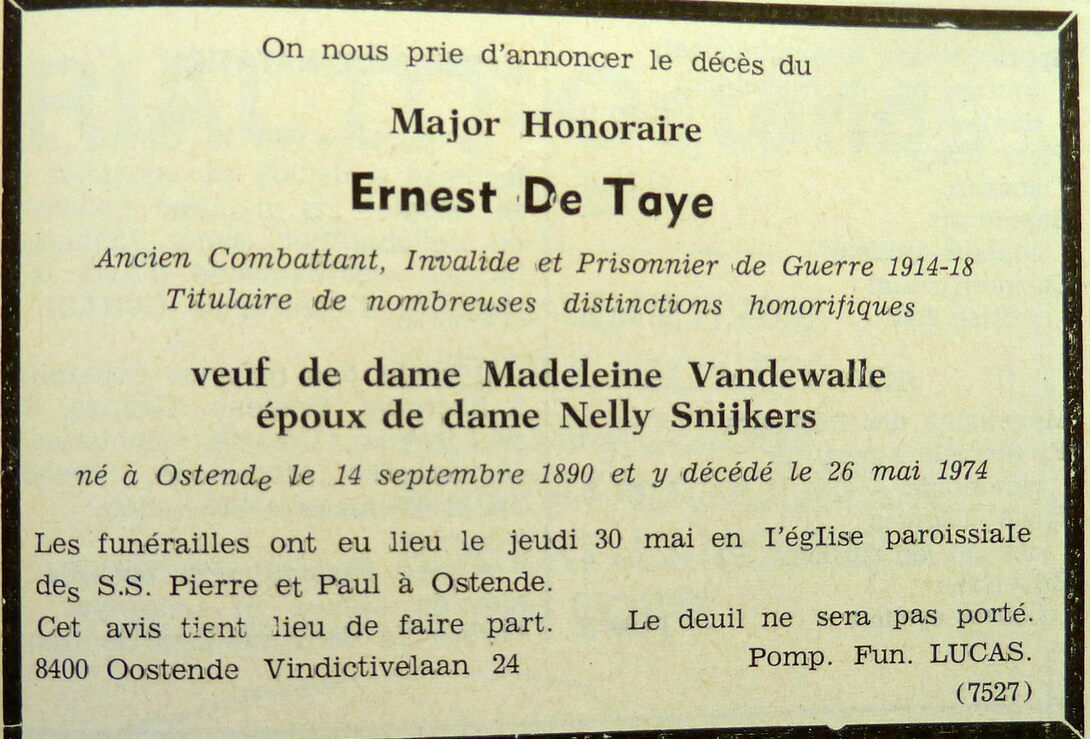 On nous prie d'annoncer le décès du
Major Honoraire
Ernest De Taye
Ancien Combattant, Invalide et Prisonnier de Guerre 1914-18
Titulaire de nombreuses distinctions honorifiques
veuf de dame Madeleine Vandewalle
époux de dame Nelly Snijkers
né à Ostende le 14 septembre 1890 et y décédé le 26 mai 1974
Les funérailles ont eu lieu le jeudi 30 mai en l'église paroissiale
des S.S. Pierre et Paul à Ostende.
Cet avis tient lieu de faire part. Le deuil ne sera pas porté.
8400 Oostende Vindictivelaan 24 Pomp. Fun. LUCAS.
(7527)